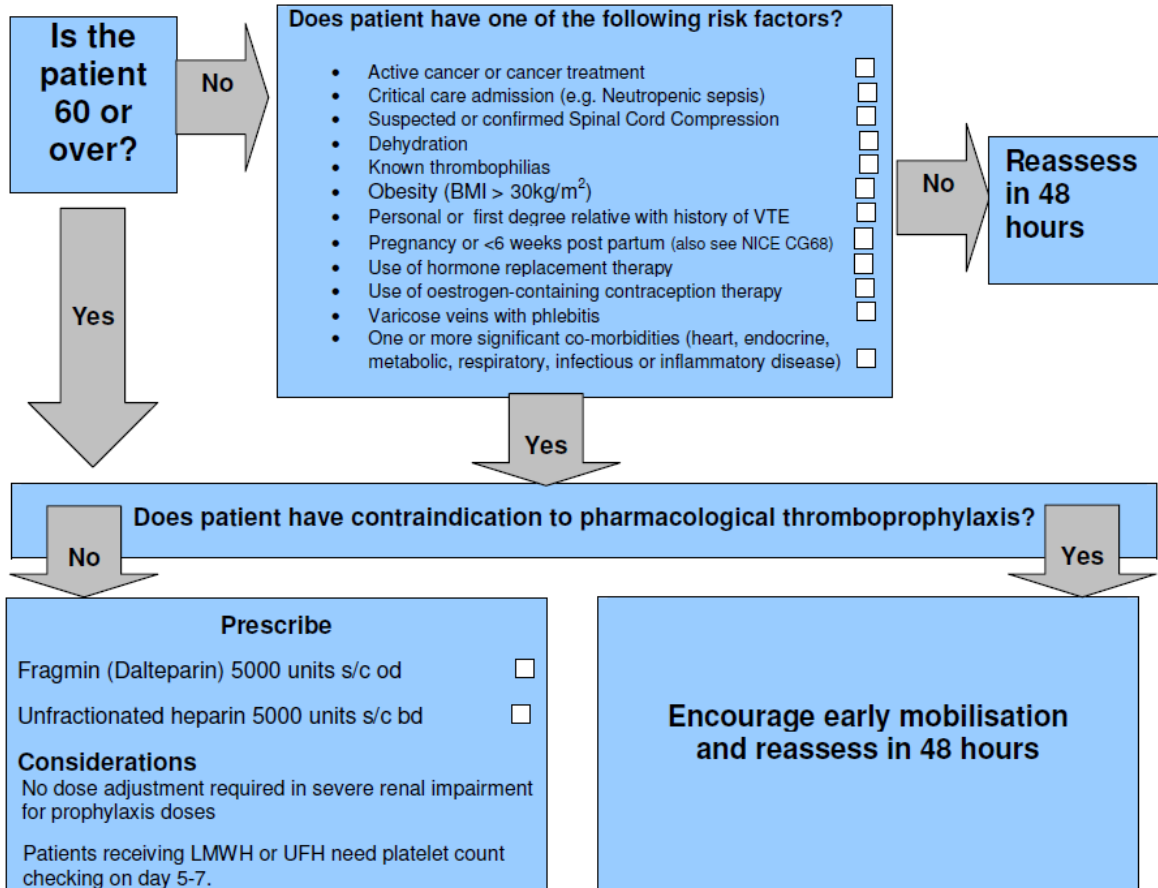 Is the
patient
60 or
over?
No
Does patient have one of the following risk factors?
• Active cancer or cancer treatment
• Critical care admission (e.g. Neutropenic sepsis)
• Suspected or confirmed Spinal Cord Compression
• Dehydration
• Known thrombophilias
• Obesity (BMI > 30kg/m²)
• Personal or first degree relative with history of VTE
• Pregnancy or <6 weeks post partum (also see NICE CG68)
• Use of hormone replacement therapy
• Use of oestrogen-containing contraception therapy
• Varicose veins with phlebitis
• One or more significant co-morbidities (heart, endocrine,
metabolic, respiratory, infectious or inflammatory disease)
No
Reassess
in 48
hours
Yes
Yes
Does patient have contraindication to pharmacological thromboprophylaxis?
No
Yes
Prescribe
Fragmin (Dalteparin) 5000 units s/c od
Unfractionated heparin 5000 units s/c bd
Considerations
No dose adjustment required in severe renal impairment
for prophylaxis doses
Patients receiving LMWH or UFH need platelet count
checking on day 5-7.
Encourage early mobilisation
and reassess in 48 hours